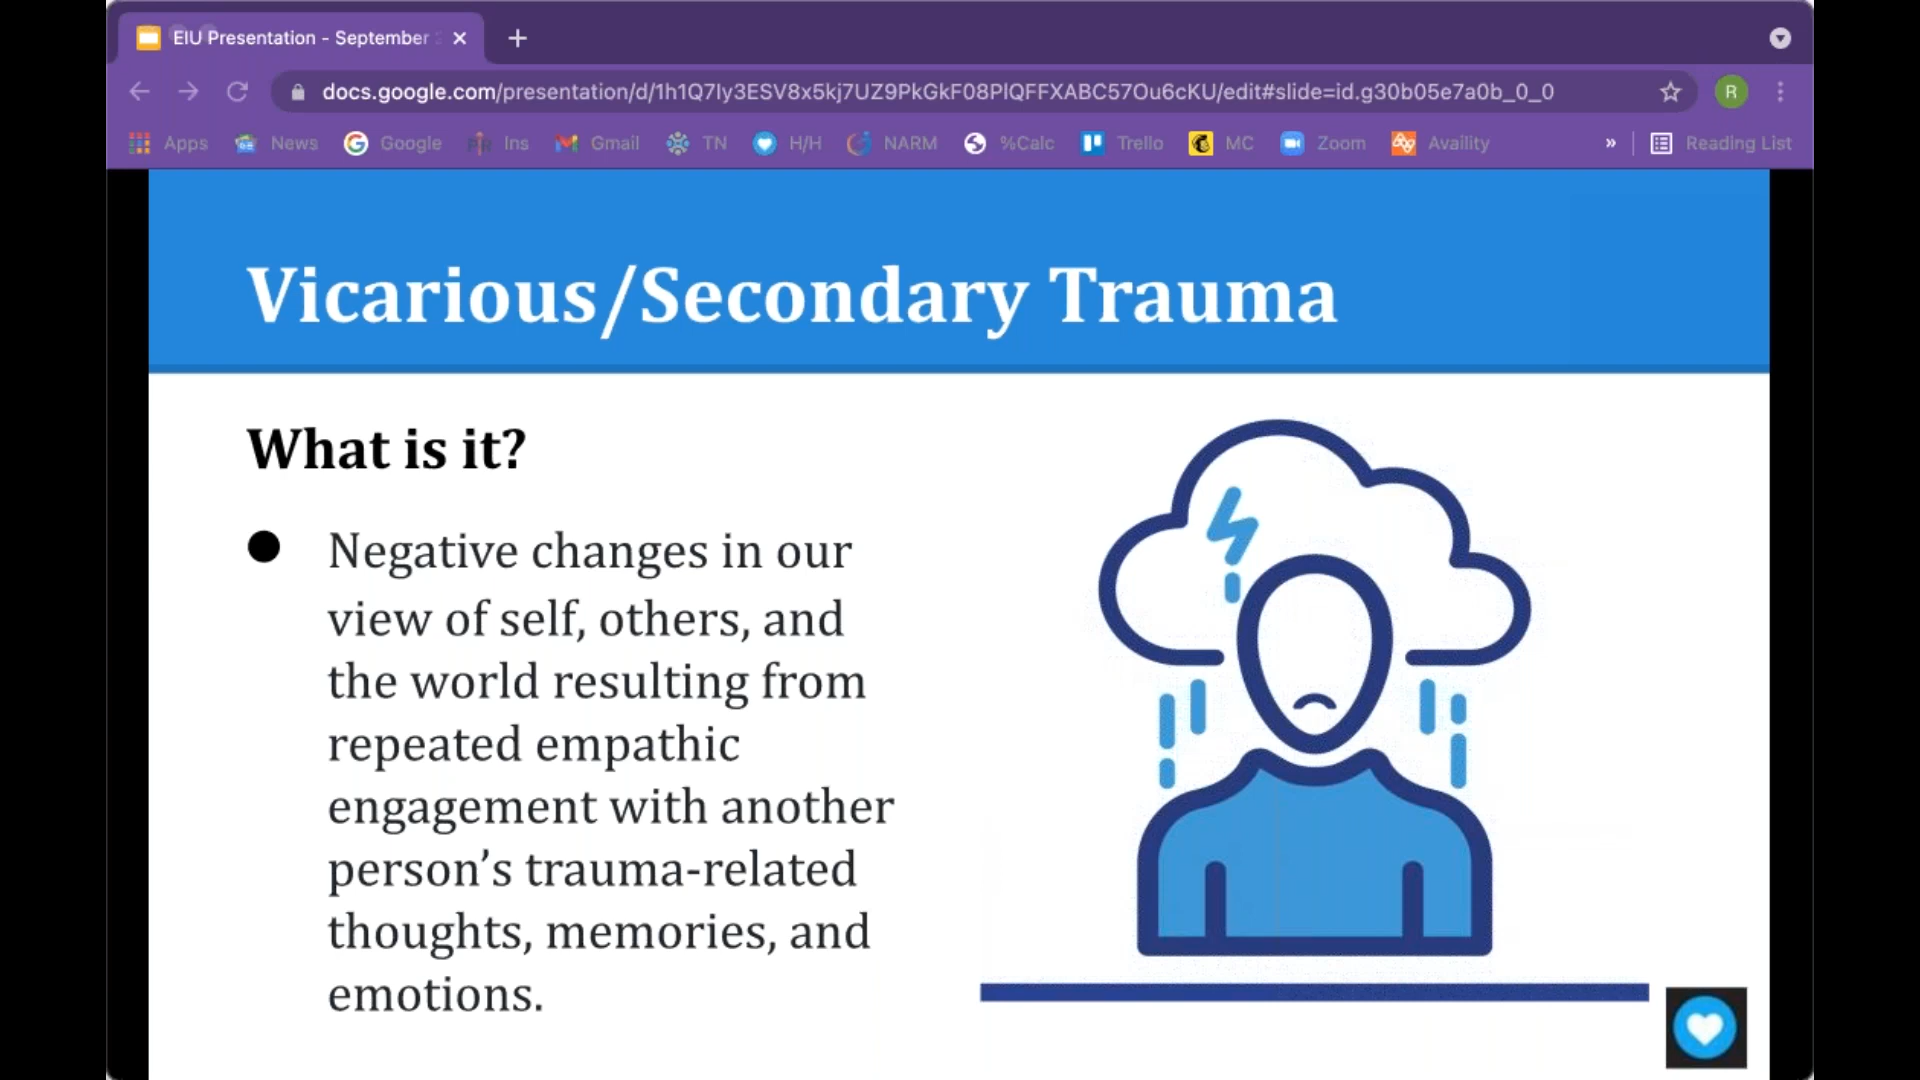 EIU Presentation - September
docs.google.com/presentation/d/1h1Q7Iy3ESV8x5kj7UZ9PkGkF08PlQFFXABC57Ou6cKU/edit#slide=id.g30b05e7a0b_0_0
R
Apps News Google Ins Gmail TN H/H NARM %Calc Trello MC Zoom Availity » Reading List
Vicarious/Secondary Trauma
What is it?
● Negative changes in our
view of self, others, and
the world resulting from
repeated empathic
engagement with another
person’s trauma-related
thoughts, memories, and
emotions.